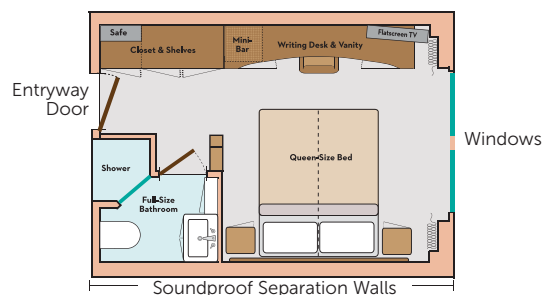 Safe
Closet & Shelves
Mini-
Bar
Writing Desk & Vanity
Flatscreen TV
Entryway
Door
Windows
Shower
Queen-Size Bed
Full-Size
Bathroom
Soundproof Separation Walls